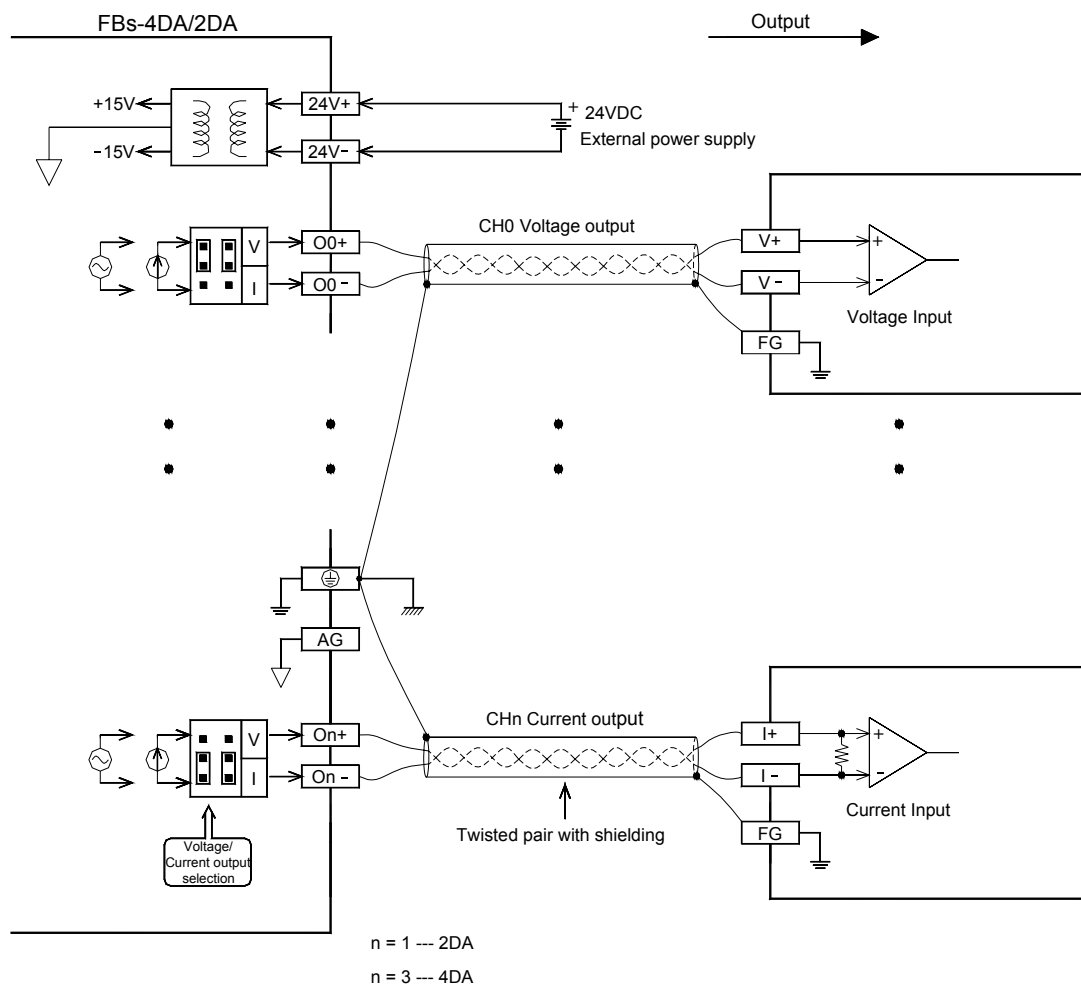 FBs-4DA/2DA
Output
+15V
24V+
+ 24VDC
External power supply
−15V
24V−
CH0 Voltage output
V
O0+
V+
+
I
O0 −
V −
−
Voltage Input
FG
AG
CHn Current output
V
On+
I+
+
I
On −
I −
−
Current Input
Voltage/
Current output
selection
Twisted pair with shielding
FG
n = 1 --- 2DA
n = 3 --- 4DA